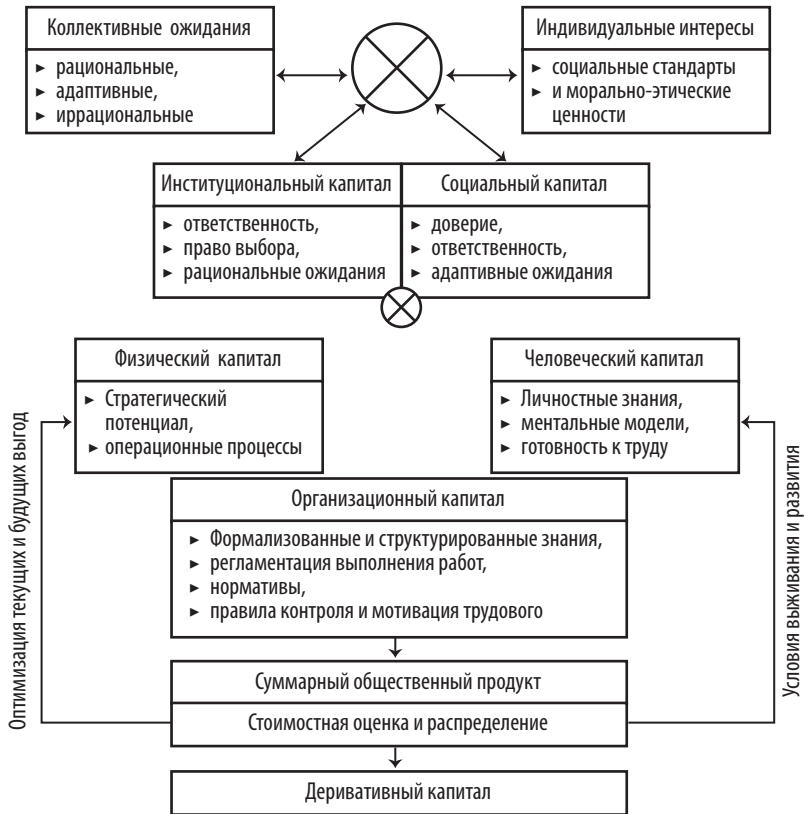 Коллективные ожидания
► рациональные,
► адаптивные,
► иррациональные
Индивидуальные интересы
► социальные стандарты
► и морально-этические
ценности
Институциональный капитал
► ответственность,
► право выбора,
► рациональные ожидания
Социальный капитал
► доверие,
► ответственность,
► адаптивные ожидания
Физический капитал
► Стратегический
потенциал,
► операционные процессы
Человеческий капитал
► Личностные знания,
► ментальные модели,
► готовность к труду
Оптимизация текущих и будущих выгод
Организационный капитал
► Формализованные и структурированные знания,
► регламентация выполнения работ,
► нормативы,
► правила контроля и мотивация трудового
Условия выживания и развития
Суммарный общественный продукт
Стоимостная оценка и распределение
Деривативный капитал